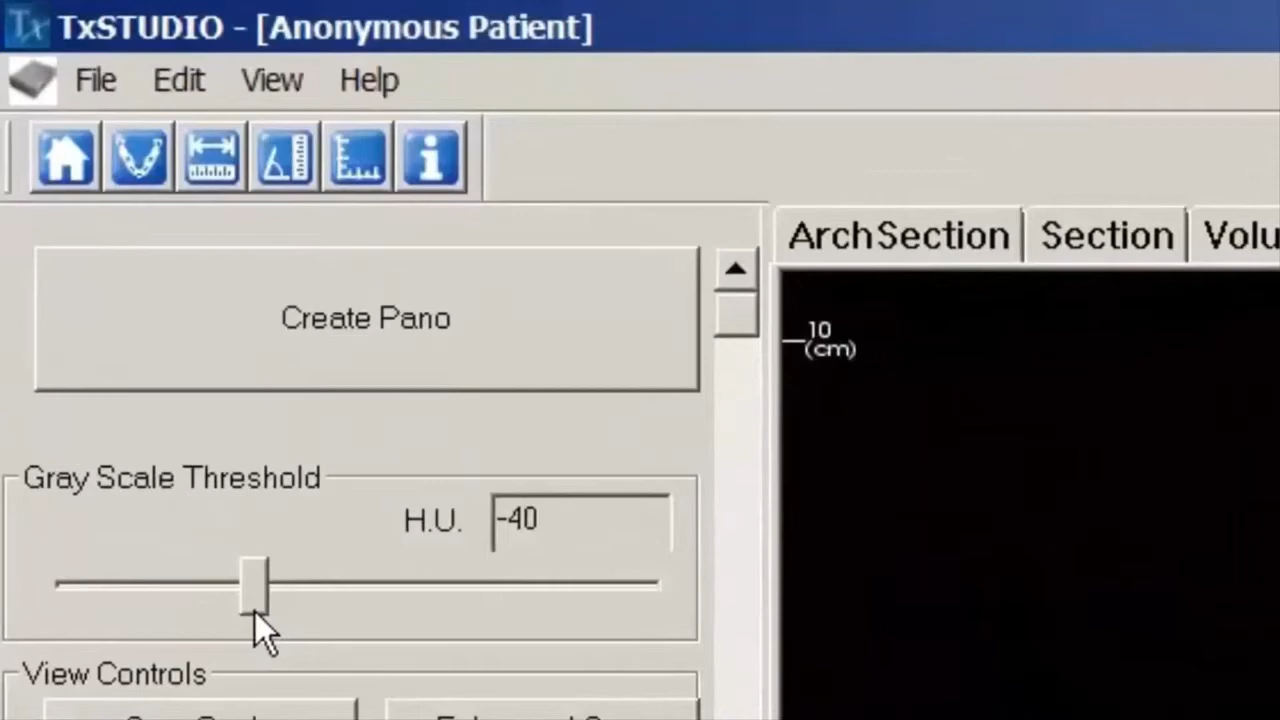 TxSTUDIO - [Anonymous Patient]
File Edit View Help
ArchSection Section Volu
Create Pano
10
(cm)
Gray Scale Threshold
H.U. -40
View Controls